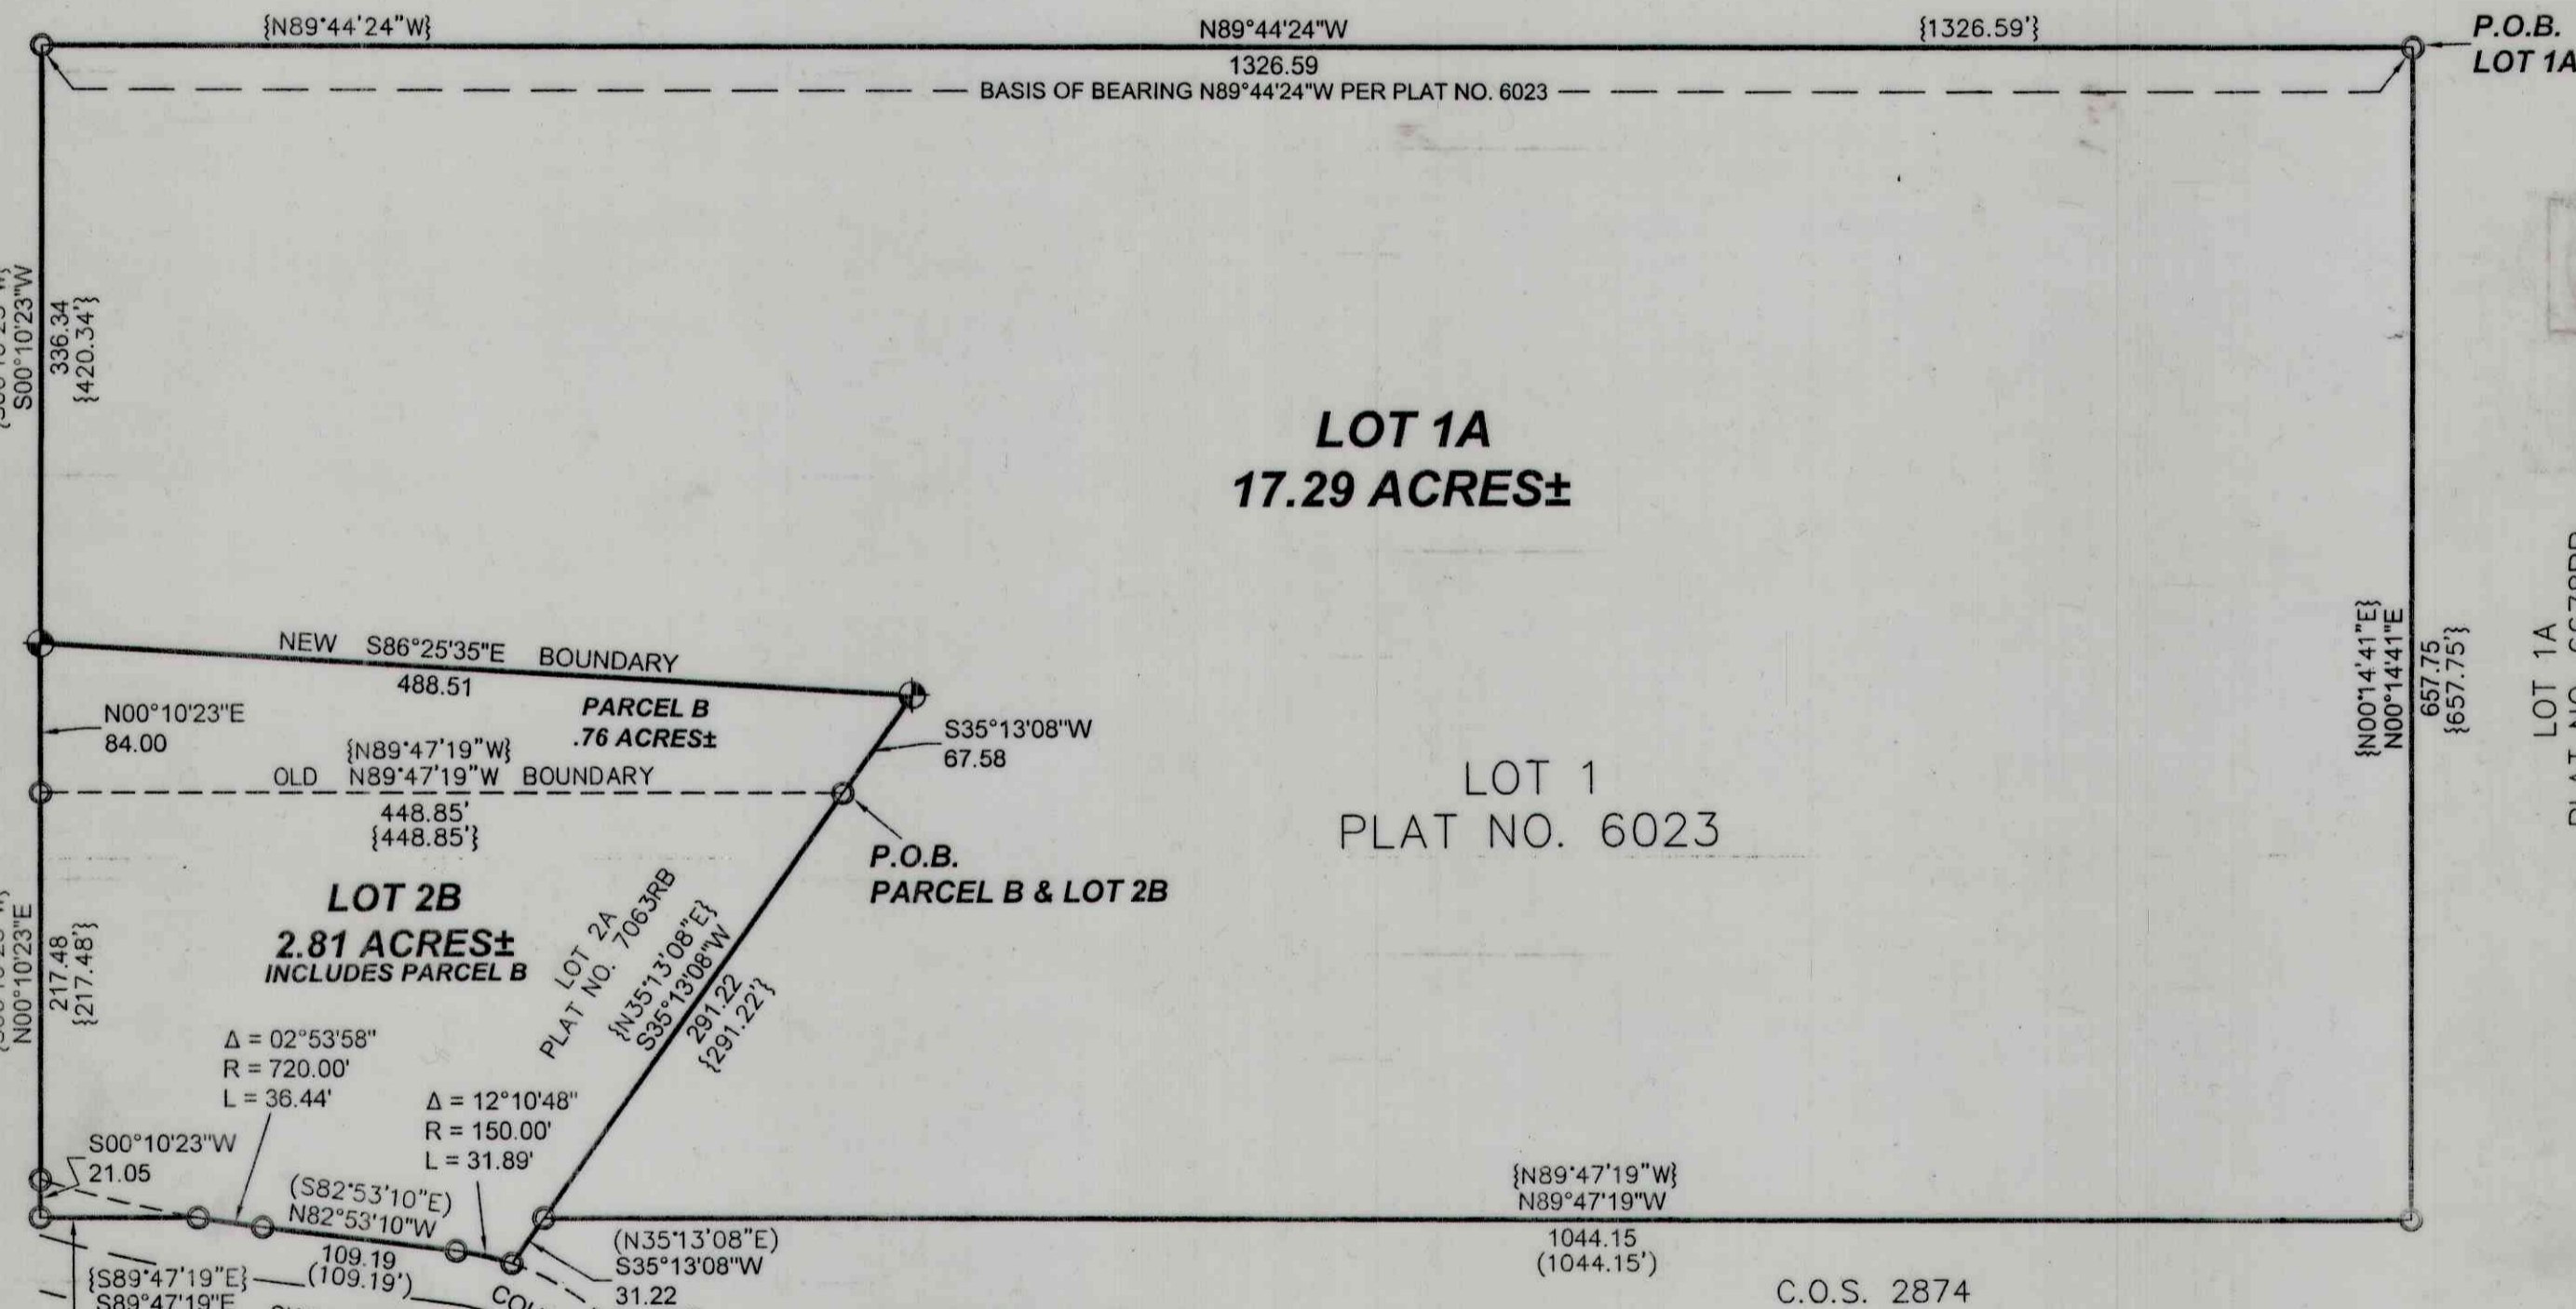 {N89°44'24"W}
N89°44'24"W
{1326.59'}
P.O.B.
LOT 1A
1326.59
BASIS OF BEARING N89°44'24"W PER PLAT NO. 6023
S00°10'23"W
336.34
{420.34'}
LOT 1A
17.29 ACRES±
NEW S86°25'35"E BOUNDARY
488.51
PARCEL B
.76 ACRES±
N00°10'23"E
84.00
S35°13'08"W
67.58
{N89°47'19"W}
OLD N89°47'19"W BOUNDARY
448.85'
{448.85'}
P.O.B.
PARCEL B & LOT 2B
LOT 1
PLAT NO. 6023
{N00°14'41"E}
N00°14'41"E
657.75
{657.75'}
LOT 1A
PLAT NO.
LOT 2B
2.81 ACRES±
INCLUDES PARCEL B
LOT 2A
PLAT NO. 7063RB
{N35°13'08"E}
S35°13'08"W
291.22
{291.22'}
N00°10'23"E
217.48
{217.48'}
Δ = 02°53'58"
R = 720.00'
L = 36.44'
Δ = 12°10'48"
R = 150.00'
L = 31.89'
S00°10'23"W
21.05
(S82°53'10"E)
N82°53'10"W
109.19
(109.19')
{S89°47'19"E}
S89°47'19"E
(N35°13'08"E)
S35°13'08"W
31.22
{N89°47'19"W}
N89°47'19"W
1044.15
(1044.15')
C.O.S. 2874